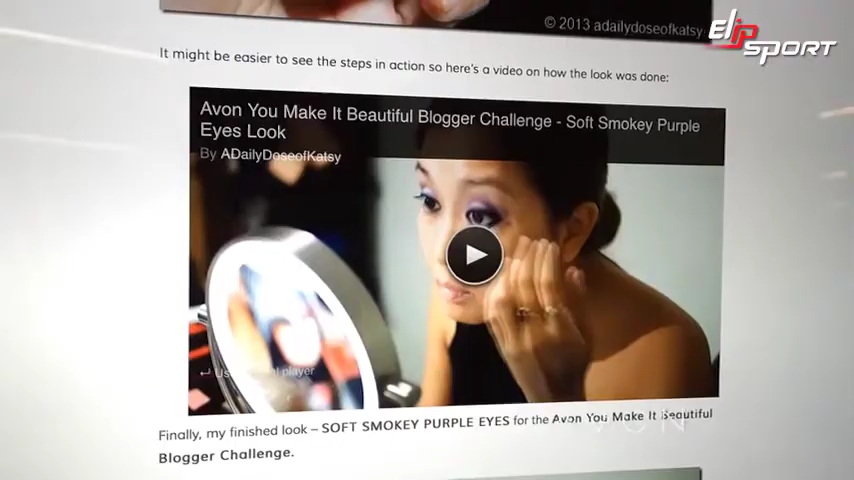 © 2013 adailydoseofkatsy
elip
SPORT
It might be easier to see the steps in action so here's a video on how the look was done:
Avon You Make It Beautiful Blogger Challenge - Soft Smokey Purple
Eyes Look
By ADailyDoseofKatsy
Finally, my finished look – SOFT SMOKEY PURPLE EYES for the Avon You Make It Beautiful
Blogger Challenge.